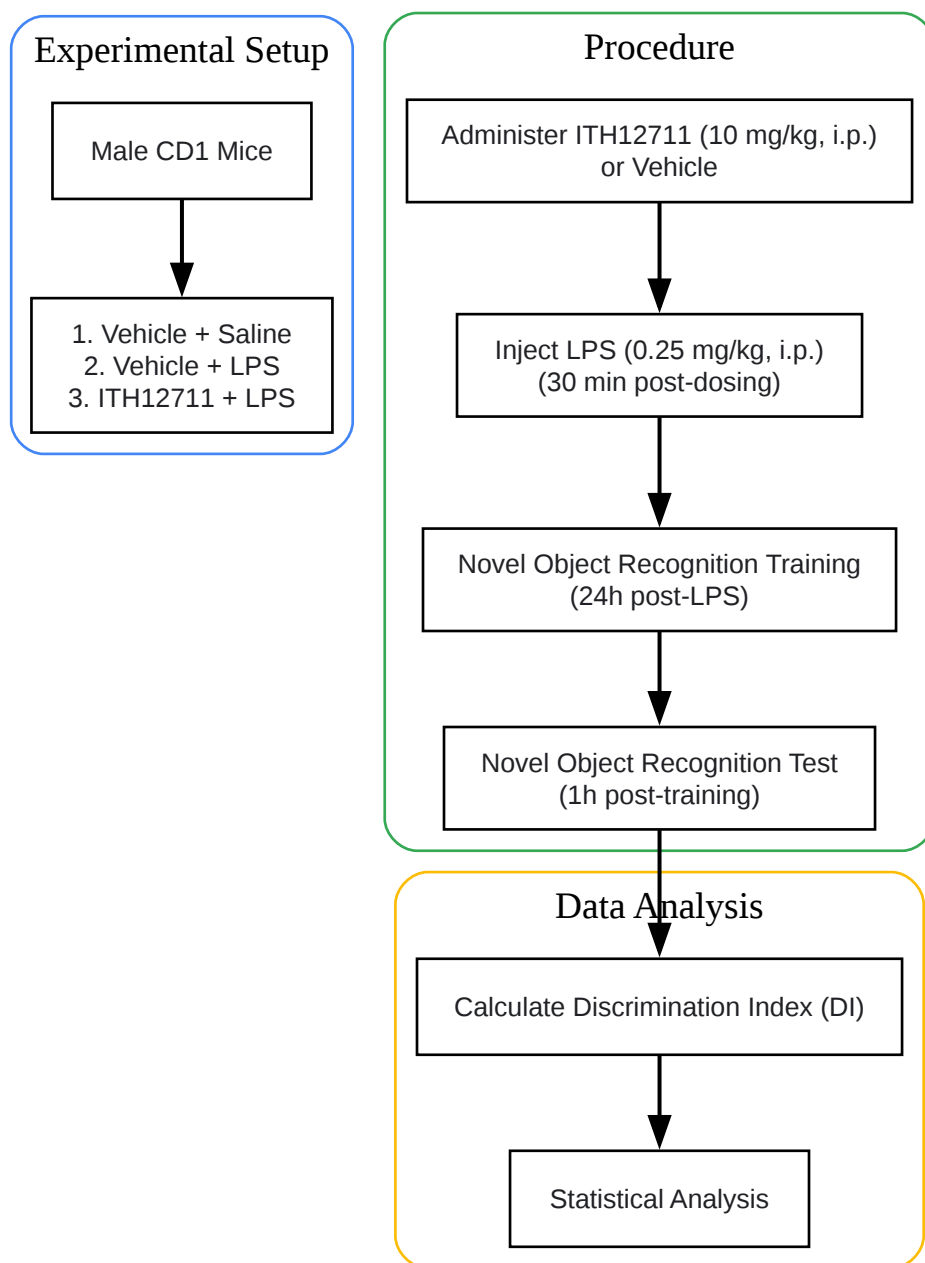 Experimental Setup
Male CD1 Mice
1. Vehicle + Saline
2. Vehicle + LPS
3. ITH12711 + LPS
Procedure
Administer ITH12711 (10 mg/kg, i.p.)
or Vehicle
Inject LPS (0.25 mg/kg, i.p.)
(30 min post-dosing)
Novel Object Recognition Training
(24h post-LPS)
Novel Object Recognition Test
(1h post-training)
Data Analysis
Calculate Discrimination Index (DI)
Statistical Analysis